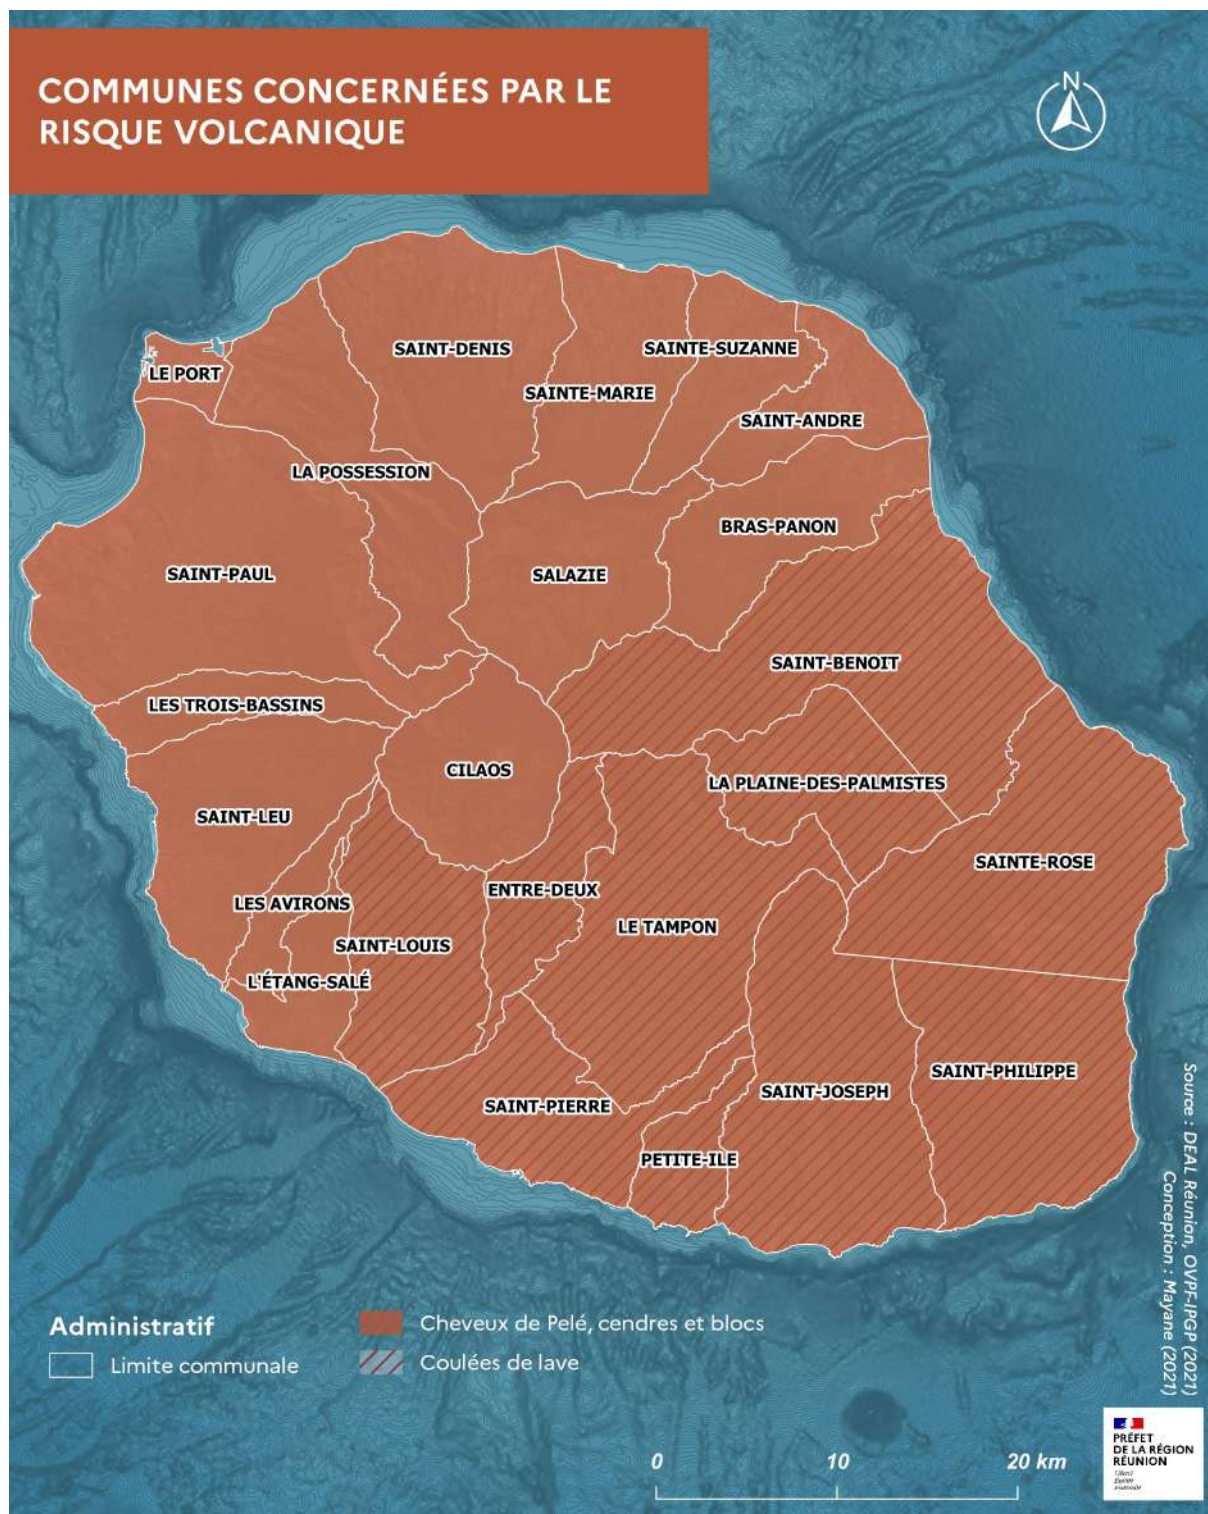 COMMUNES CONCERNÉES PAR LE
RISQUE VOLCANIQUE
N
SAINT-DENIS
SAINTE-SUZANNE
LE PORT
SAINTE-MARIE
SAINT-ANDRE
LA POSSESSION
BRAS-PANON
SAINT-PAUL
SALAZIE
SAINT-BENOIT
LES TROIS-BASSINS
CILAOS
LA PLAINE-DES-PALMISTES
SAINT-LEU
SAINTE-ROSE
ENTRE-DEUX
LES AVIRONS
LE TAMPON
SAINT-LOUIS
L'ÉTANG-SALÉ
SAINT-PHILIPPE
SAINT-JOSEPH
SAINT-PIERRE
PETITE-ILE
Source : DEAL Réunion, OVPF-IPGP (2021)
Conception : Mayane (2021)
Administratif
Limite communale
Cheveux de Pelé, cendres et blocs
Coulées de lave
0 10 20 km
PRÉFET
DE LA RÉGION
RÉUNION